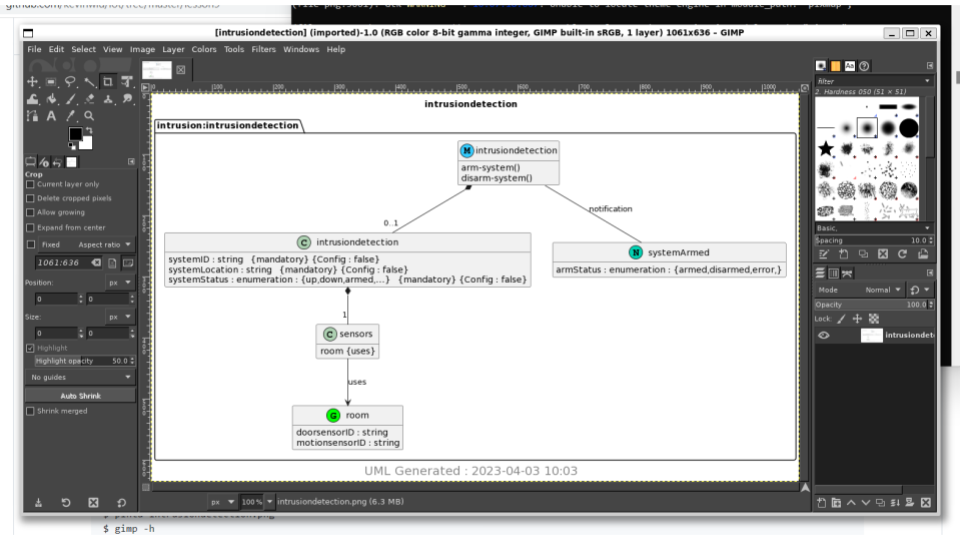 [intrusiondetection] (imported)-1.0 (RGB color 8-bit gamma integer, GIMP built-in sRGB, 1 layer) 1061x636 – GIMP
File Edit Select View Image Layer Colors Tools Filters Windows Help
filter
2. Hardness 050 (51 × 51)
intrusiondetection
intrusion:intrusiondetection
M intrusiondetection
arm-system()
disarm-system()
0..1
notification
C intrusiondetection
systemID : string {mandatory} {Config : false}
systemLocation : string {mandatory} {Config : false}
systemStatus : enumeration : {up,down,armed,...} {mandatory} {Config : false}
N systemArmed
armStatus : enumeration : {armed,disarmed,error,}
1
C sensors
room {uses}
uses
G room
doorsensorID : string
motionsensorID : string
UML Generated : 2023-04-03 10:03
Crop
Current layer only
Delete cropped pixels
Allow growing
Expand from center
Fixed Aspect ratio
1061:636
Position: px
0 0
Size: px
0 0
Highlight
Highlight opacity 50.0
No guides
Auto Shrink
Shrink merged
Basic,
Spacing 10.0
Mode Normal
Opacity 100.0
Lock:
intrusiondet
px 100 % intrusiondetection.png (6.3 MB)
$ gimp -h